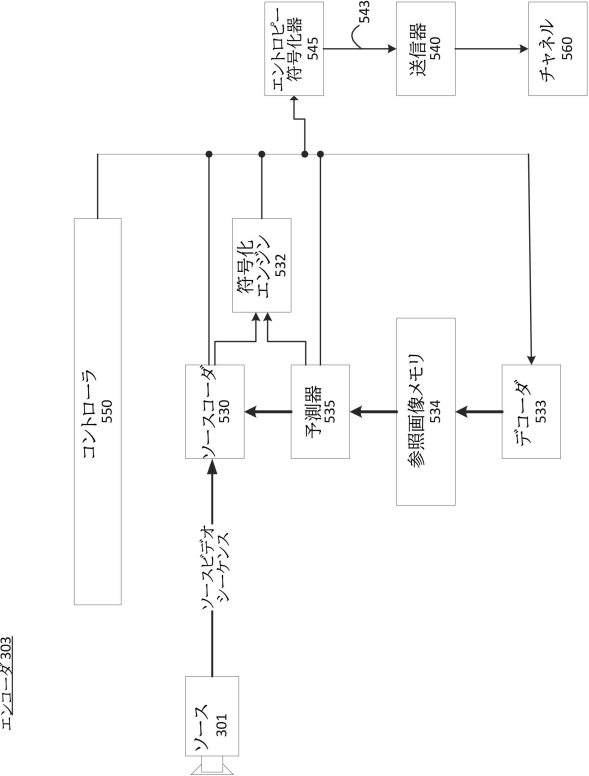 エンコーダ 303
コントローラ
550
ソース
301
ソースビデオ
シーケンス
ソースコーダ
530
符号化
エンジン
532
予測器
535
参照画像メモリ
534
デコーダ
533
エントロピー
符号化器
545
543
送信器
540
チャネル
560